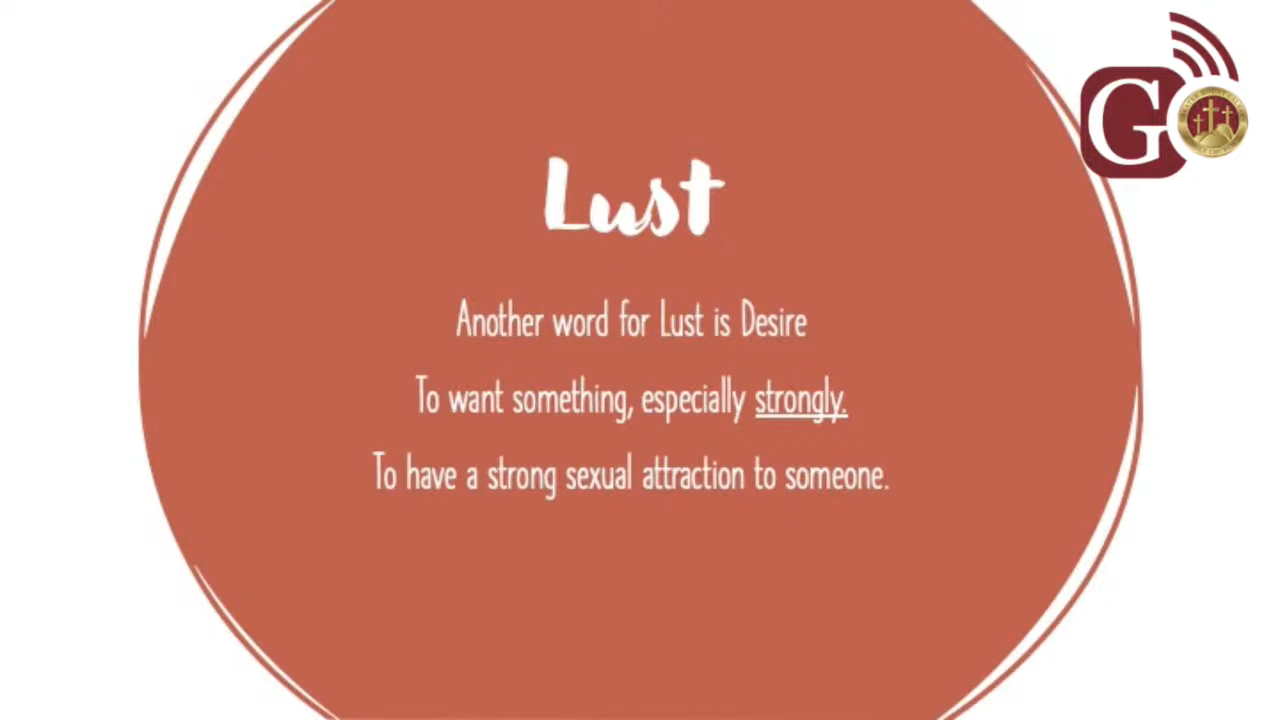 Lust
Another word for Lust is Desire
To want something, especially strongly.
To have a strong sexual attraction to someone.
GO